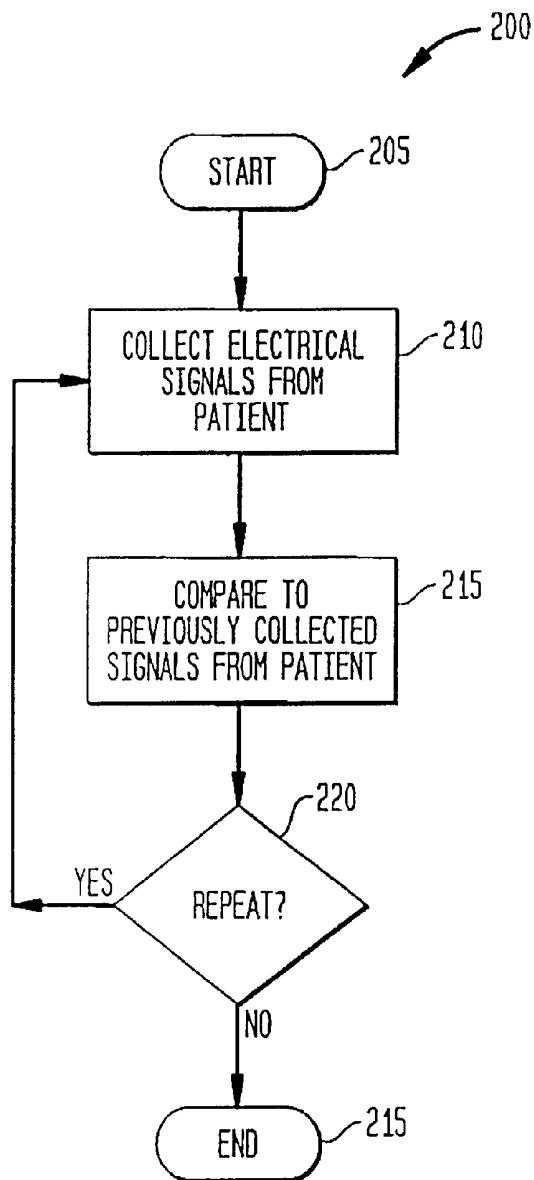 200
START
205
COLLECT ELECTRICAL
SIGNALS FROM
PATIENT
210
COMPARE TO
PREVIOUSLY COLLECTED
SIGNALS FROM PATIENT
215
220
YES
REPEAT?
NO
END
215